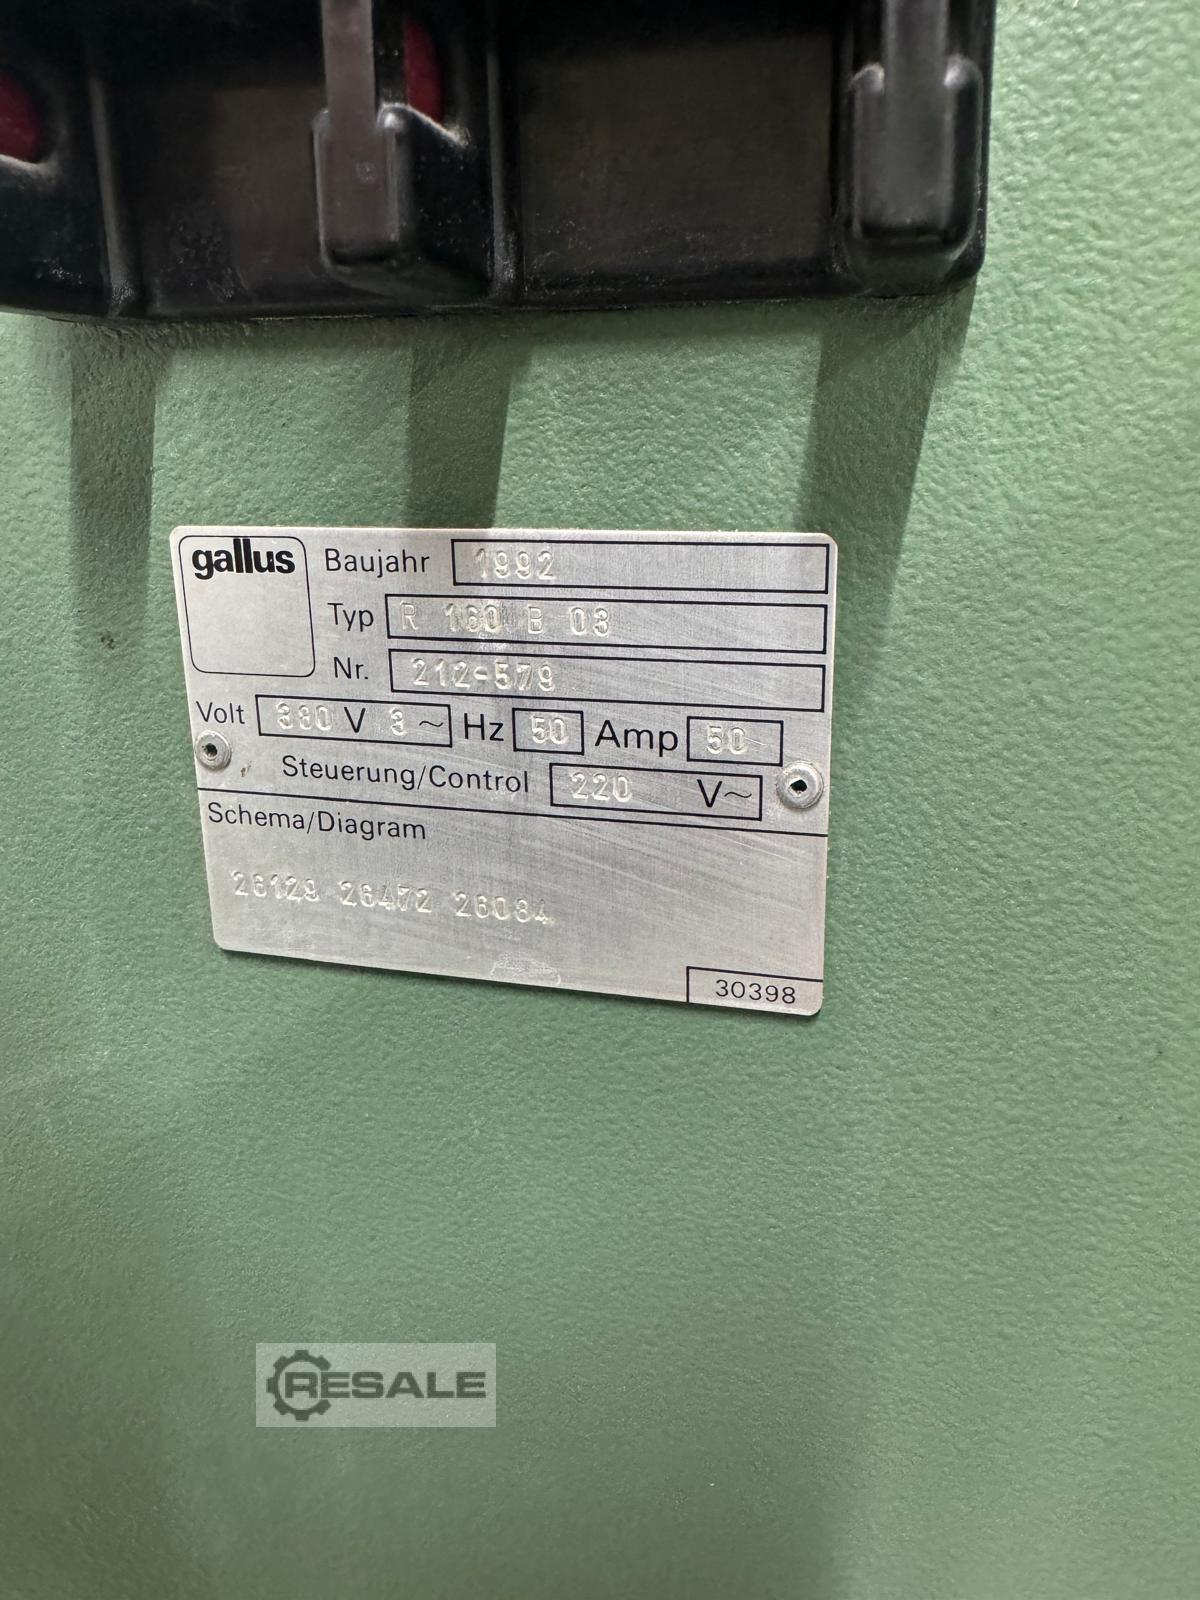 gallus Baujahr 1992
Typ R 160 B 03
Nr. 212-579
Volt 380 V 3 ~ Hz 50 Amp 50
Steuerung/Control 220 V~
Schema/Diagram
26129 26472 26084
30398
RESALE